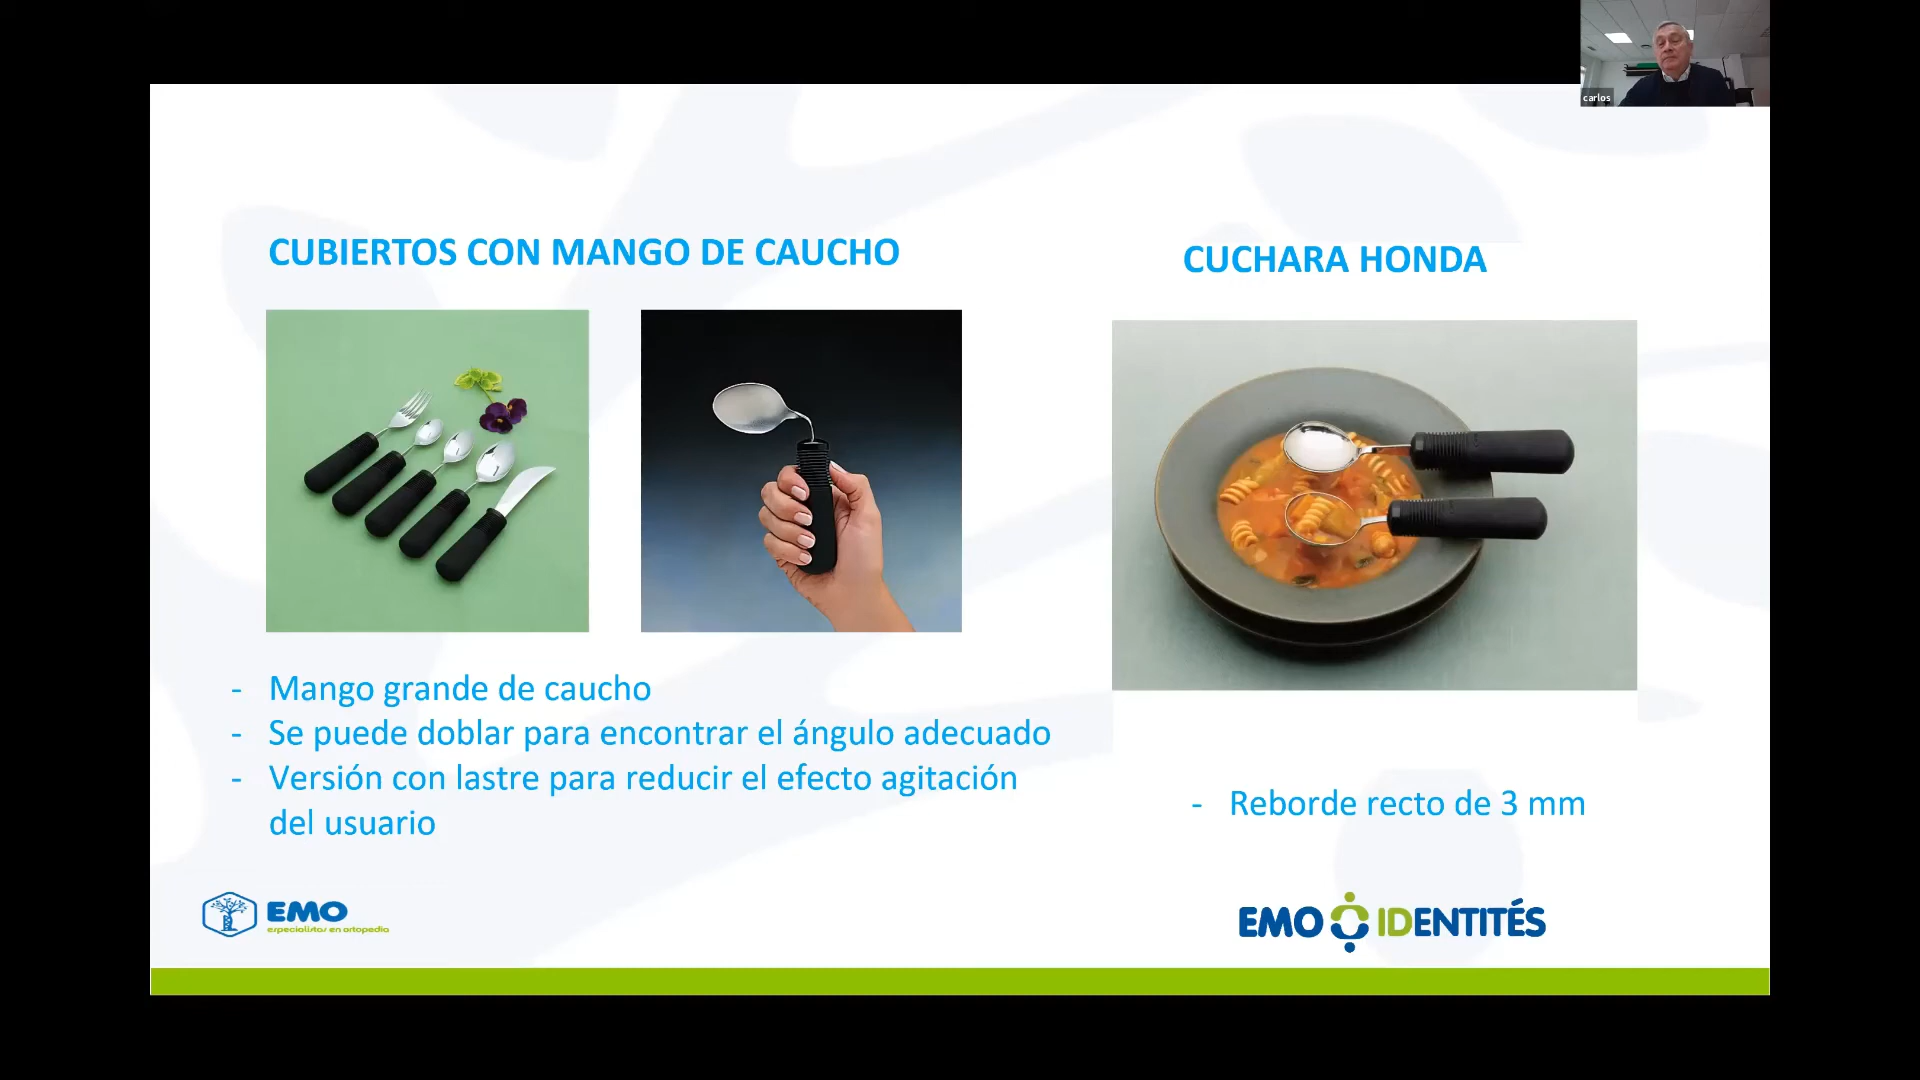 carlos
CUBIERTOS CON MANGO DE CAUCHO
- Mango grande de caucho
- Se puede doblar para encontrar el ángulo adecuado
- Versión con lastre para reducir el efecto agitación
del usuario
CUCHARA HONDA
- Reborde recto de 3 mm
EMO
especialistas en ortopedia
EMO IDENTITÉS